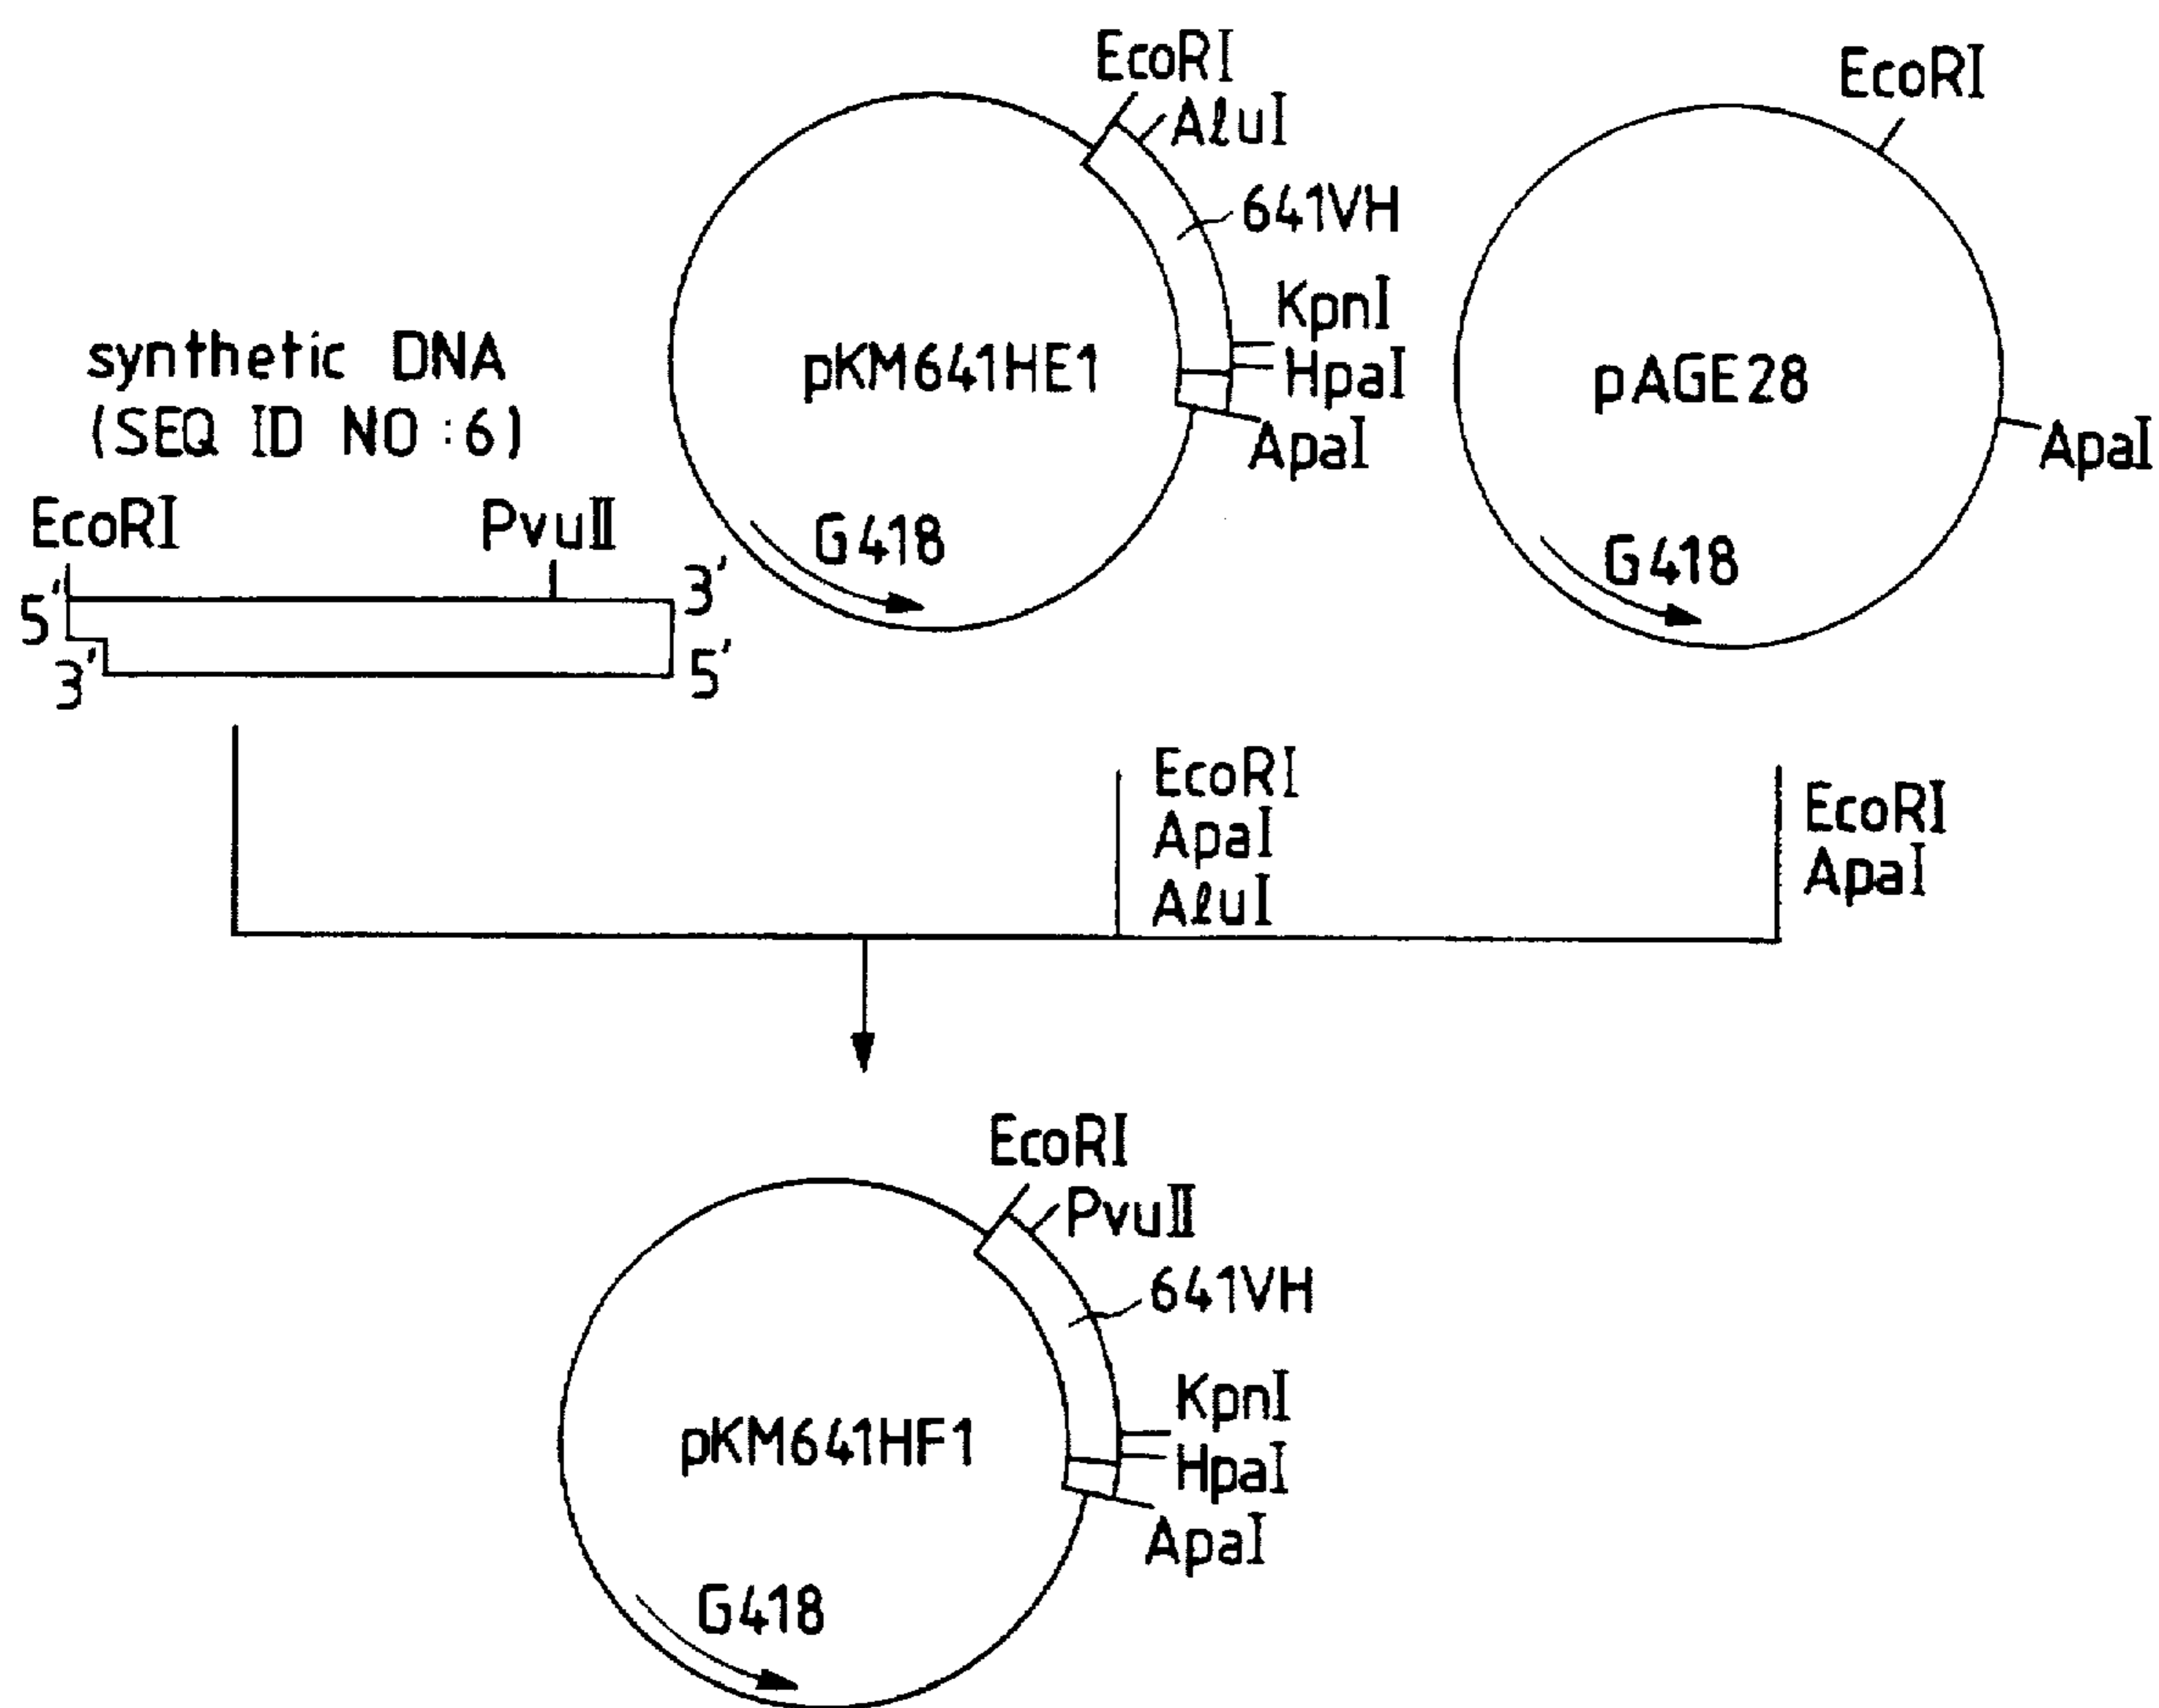 EcoRI
AluI
641VH
KpnI
HpaI
ApaI
pKM641HE1
G418
EcoRI
pAGE28
ApaI
G418
synthetic DNA
(SEQ ID NO:6)
EcoRI
PvuII
5'
3'
3'
5'
EcoRI
ApaI
AluI
EcoRI
ApaI
EcoRI
PvuII
641VH
KpnI
HpaI
ApaI
pKM641HF1
G418